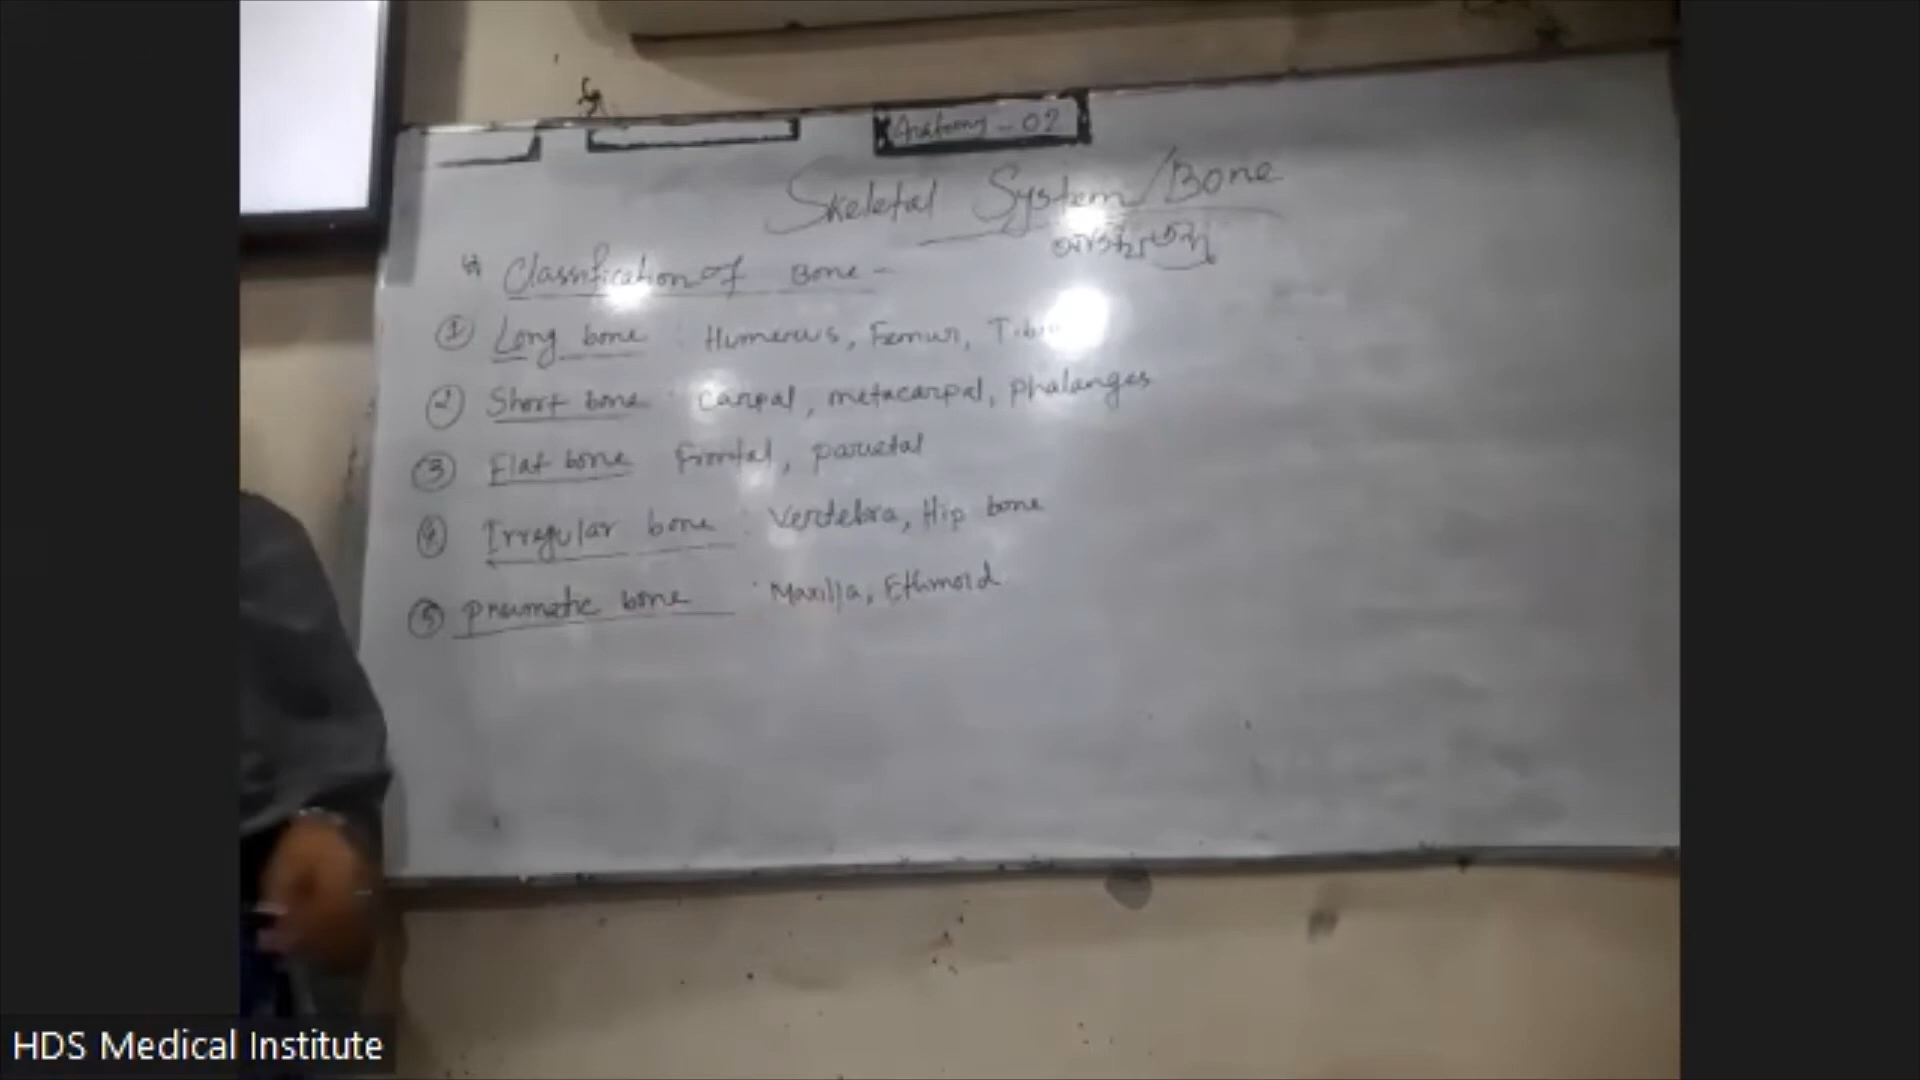 Anatomy - 02
Skeletal System/Bone
# Classification of Bone -
① Long bone : Humerus, Femur, Tibia
② Short bone : Carpal, metacarpal, Phalanges
③ Flat bone Frontal, parietal
④ Irregular bone : Vertebra, Hip bone
⑤ pneumatic bone : Maxilla, Ethmoid
HDS Medical Institute